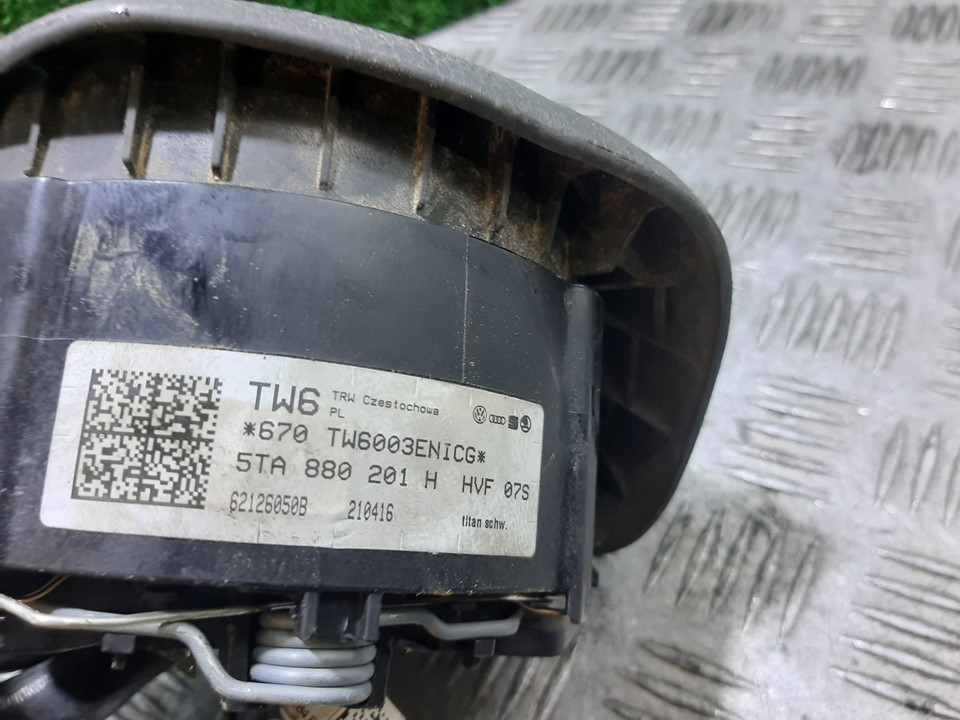 TW6 TRW Czestochowa
PL
*670 TW6003ENICG*
5TA 880 201 H HVF 07S
62126050B 210416 titan schw.